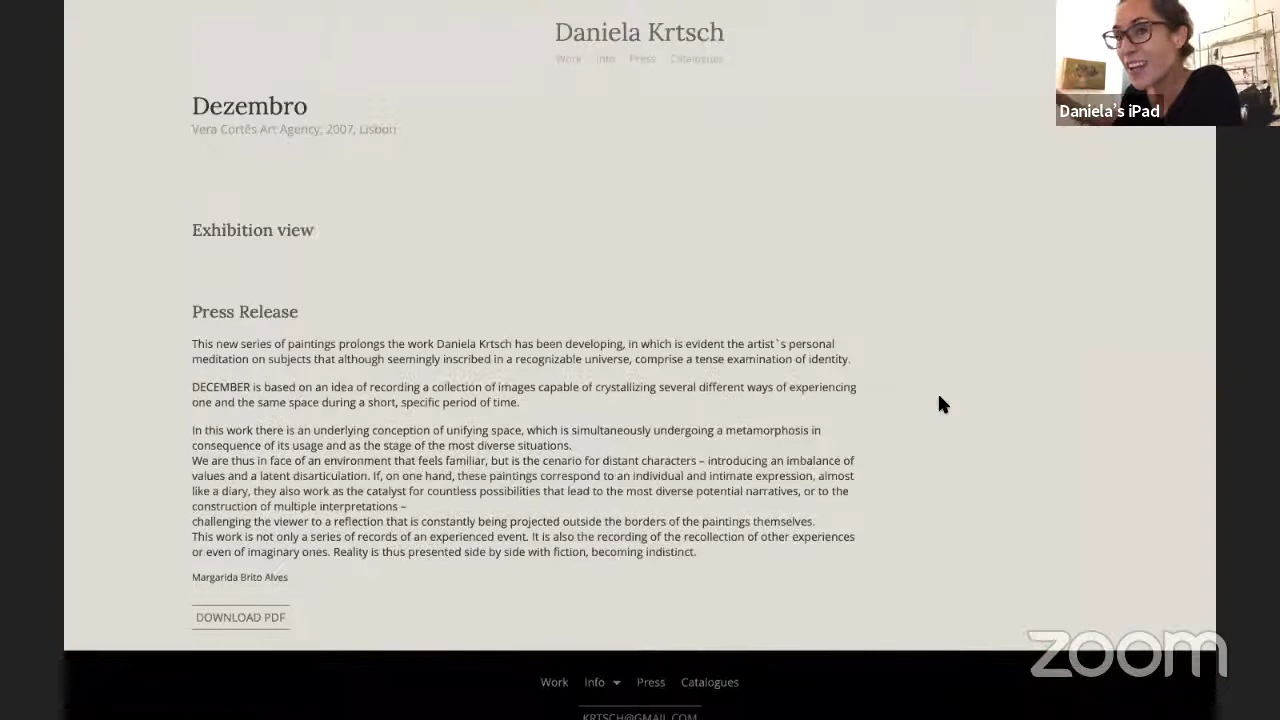 Daniela Krtsch
Work Info Press Catalogues
Daniela's iPad
Dezembro
Vera Cortês Art Agency, 2007, Lisbon
Exhibition view
Press Release
This new series of paintings prolongs the work Daniela Krtsch has been developing, in which is evident the artist`s personal
meditation on subjects that although seemingly inscribed in a recognizable universe, comprise a tense examination of identity.
DECEMBER is based on an idea of recording a collection of images capable of crystallizing several different ways of experiencing
one and the same space during a short, specific period of time.
In this work there is an underlying conception of unifying space, which is simultaneously undergoing a metamorphosis in
consequence of its usage and as the stage of the most diverse situations.
We are thus in face of an environment that feels familiar, but is the cenario for distant characters – introducing an imbalance of
values and a latent disarticulation. If, on one hand, these paintings correspond to an individual and intimate expression, almost
like a diary, they also work as the catalyst for countless possibilities that lead to the most diverse potential narratives, or to the
construction of multiple interpretations –
challenging the viewer to a reflection that is constantly being projected outside the borders of the paintings themselves.
This work is not only a series of records of an experienced event. It is also the recording of the recollection of other experiences
or even of imaginary ones. Reality is thus presented side by side with fiction, becoming indistinct.
Margarida Brito Alves
DOWNLOAD PDF
zoom
Work Info Press Catalogues
KRTSCH@GMAIL.COM